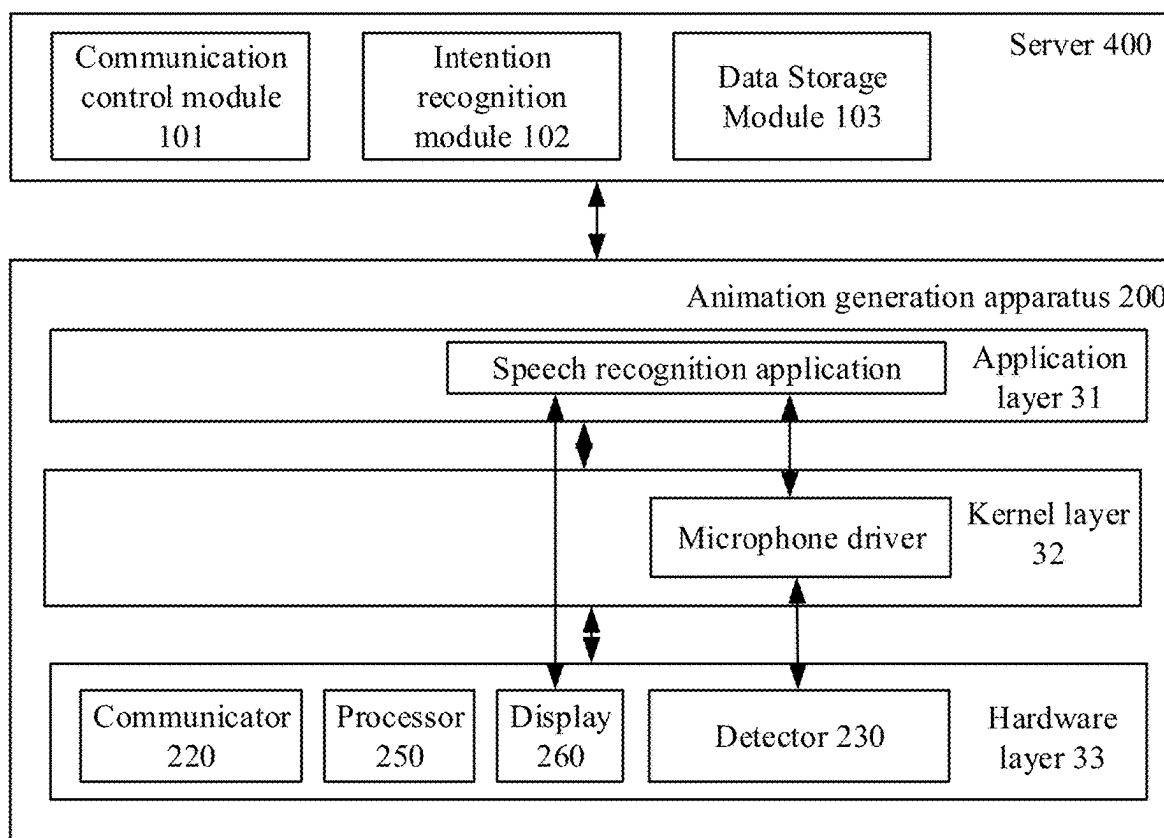 Communication
control module
101
Intention
recognition
module 102
Data Storage
Module 103
Server 400
Animation generation apparatus 200
Speech recognition application
Application
layer 31
Microphone driver
Kernel layer
32
Communicator
220
Processor
250
Display
260
Detector 230
Hardware
layer 33